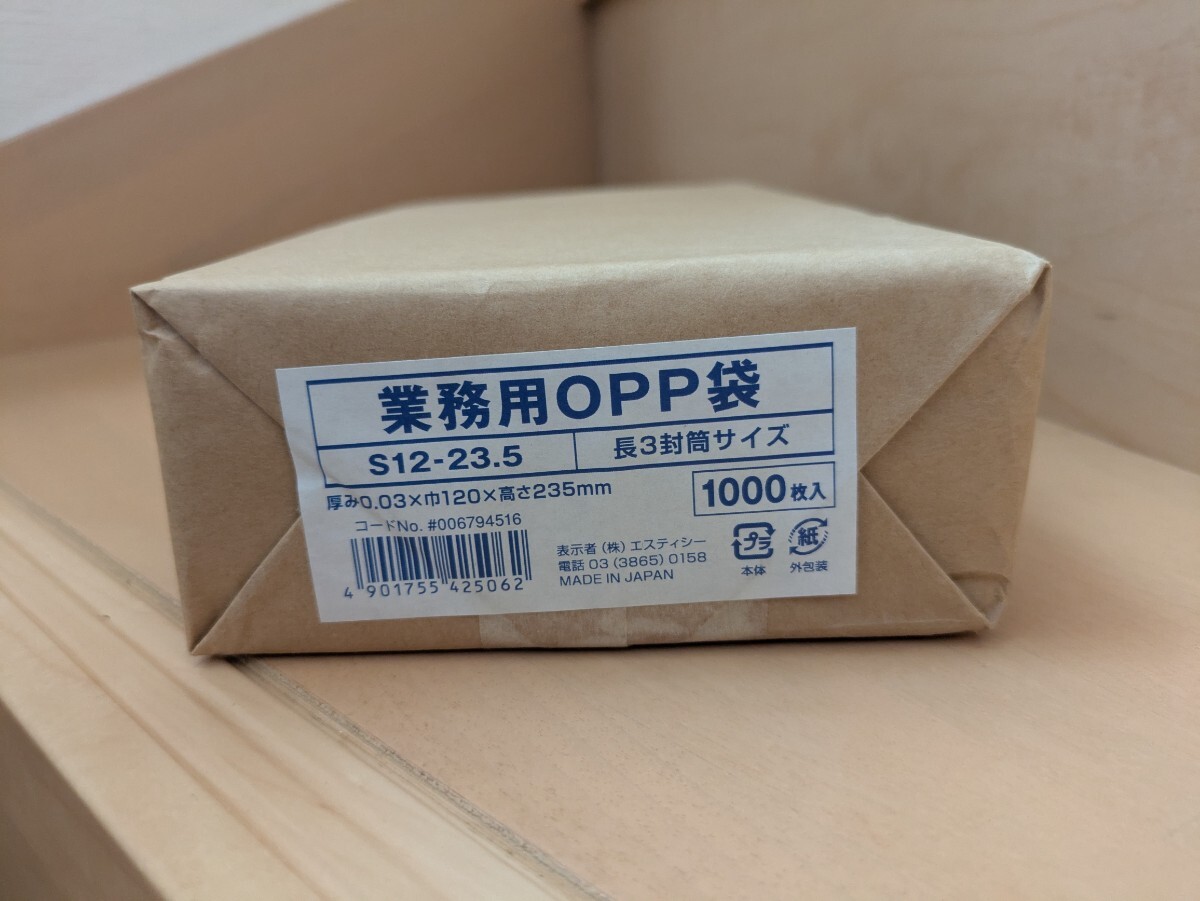 業務用OPP袋
S12-23.5
長3封筒サイズ
厚み0.03×巾120×高さ235mm
1000枚入
コードNo. #006794516
4 901755 425062
表示者(株)エスティシー
電話 03 (3865) 0158
MADE IN JAPAN
プラ
本体
紙
外包装